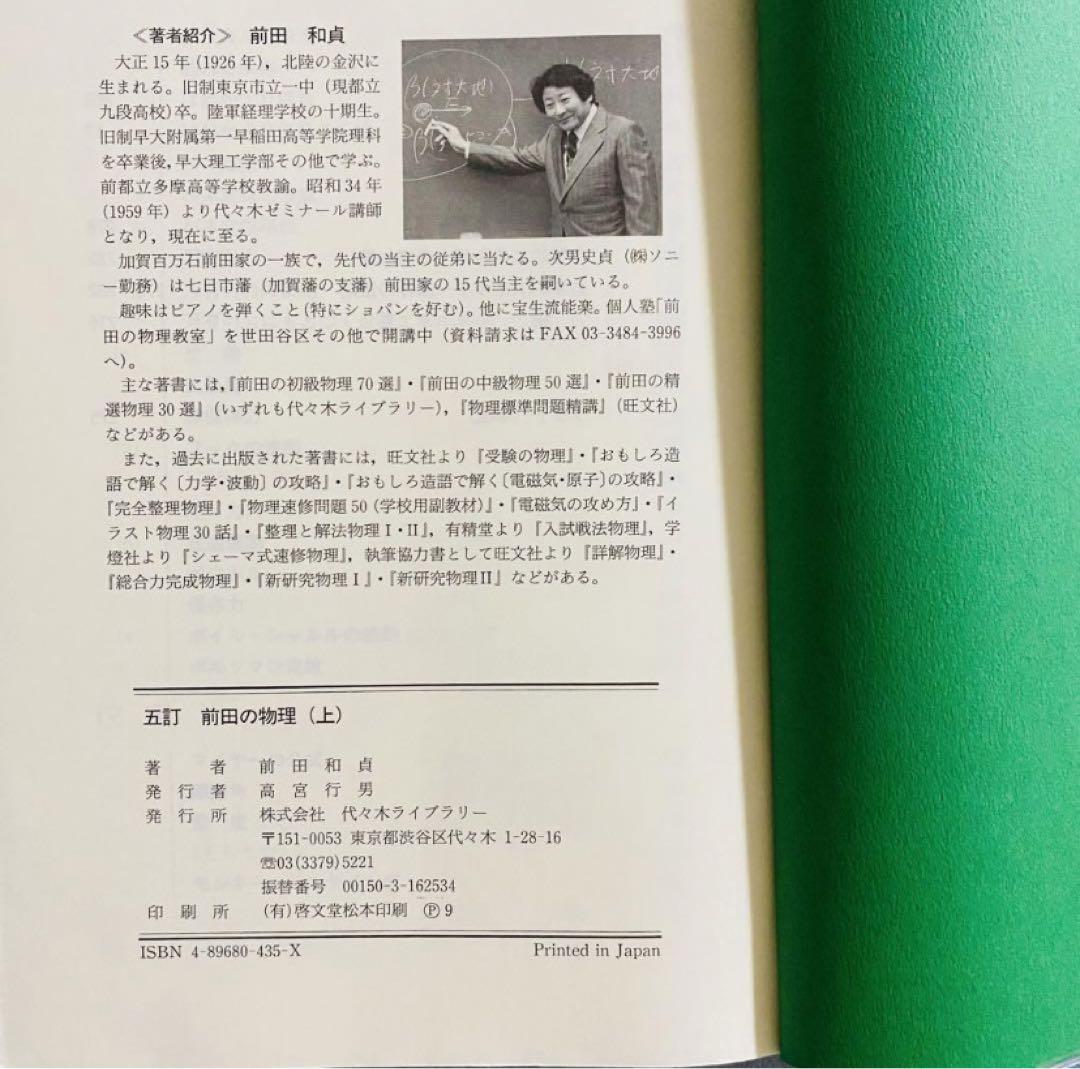 〈著者紹介〉 前田 和貞
大正15年(1926年)，北陸の金沢に
生まれる。旧制東京市立一中（現都立
九段高校）卒。陸軍経理学校の十期生。
旧制早大附属第一早稲田高等学院理科
を卒業後，早大理工学部その他で学ぶ。
前都立多摩高等学校教諭。昭和34年
(1959年）より代々木ゼミナール講師
となり，現在に至る。
加賀百万石前田家の一族で，先代の当主の従弟に当たる。次男史貞（㈱ソニ
ー勤務）は七日市藩（加賀藩の支藩）前田家の15代当主を嗣いている。
趣味はピアノを弾くこと（特にショパンを好む）。他に宝生流能楽。個人塾「前
田の物理教室」を世田谷区その他で開講中（資料請求はFAX 03-3484-3996
へ）。
主な著書には，『前田の初級物理70選』・『前田の中級物理50選』・『前田の精
選物理30選』（いずれも代々木ライブラリー），『物理標準問題精講』（旺文社）
などがある。
また，過去に出版された著書には，旺文社より『受験の物理』・『おもしろ造
語で解く〔力学・波動〕の攻略』・『おもしろ造語で解く〔電磁気・原子〕の攻略』・
『完全整理物理』・『物理速修問題50（学校用副教材）』・『電磁気の攻め方』・『イ
ラスト物理30話』・『整理と解法物理Ⅰ・Ⅱ』，有精堂より『入試戦法物理』，学
燈社より『シェーマ式速修物理』，執筆協力書として旺文社より『詳解物理』・
『総合力完成物理』・『新研究物理Ⅰ』・『新研究物理Ⅱ』などがある。
五訂 前田の物理（上）
著者 前田和貞
発行者 高宮行男
発行所 株式会社 代々木ライブラリー
〒151-0053 東京都渋谷区代々木 1-28-16
☎03(3379)5221
振替番号 00150-3-162534
印刷所 (有)啓文堂松本印刷 Ⓟ9
ISBN 4-89680-435-X Printed in Japan